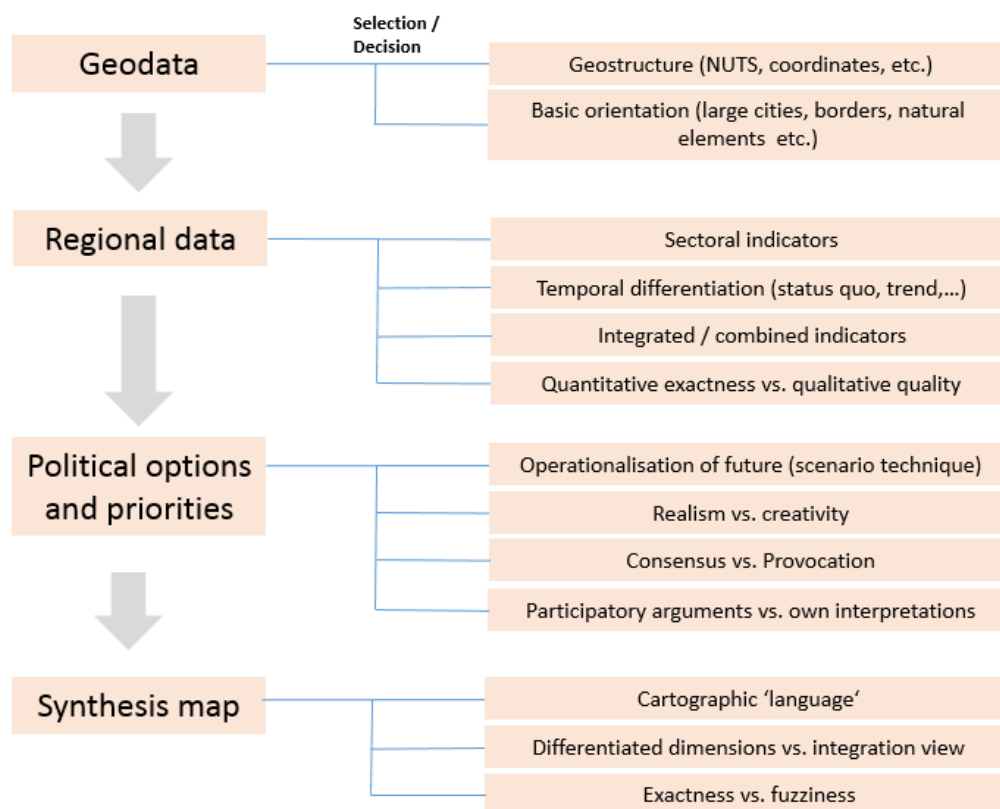 Selection /
Decision
Geodata
Geostructure (NUTS, coordinates, etc.)
Basic orientation (large cities, borders, natural
elements  etc.)
Regional data
Sectoral indicators
Temporal differentiation (status quo, trend,...)
Integrated / combined indicators
Quantitative exactness vs. qualitative quality
Political options
and priorities
Operationalisation of future (scenario technique)
Realism vs. creativity
Consensus vs. Provocation
Participatory arguments vs. own interpretations
Synthesis map
Cartographic ‘language‘
Differentiated dimensions vs. integration view
Exactness vs. fuzziness